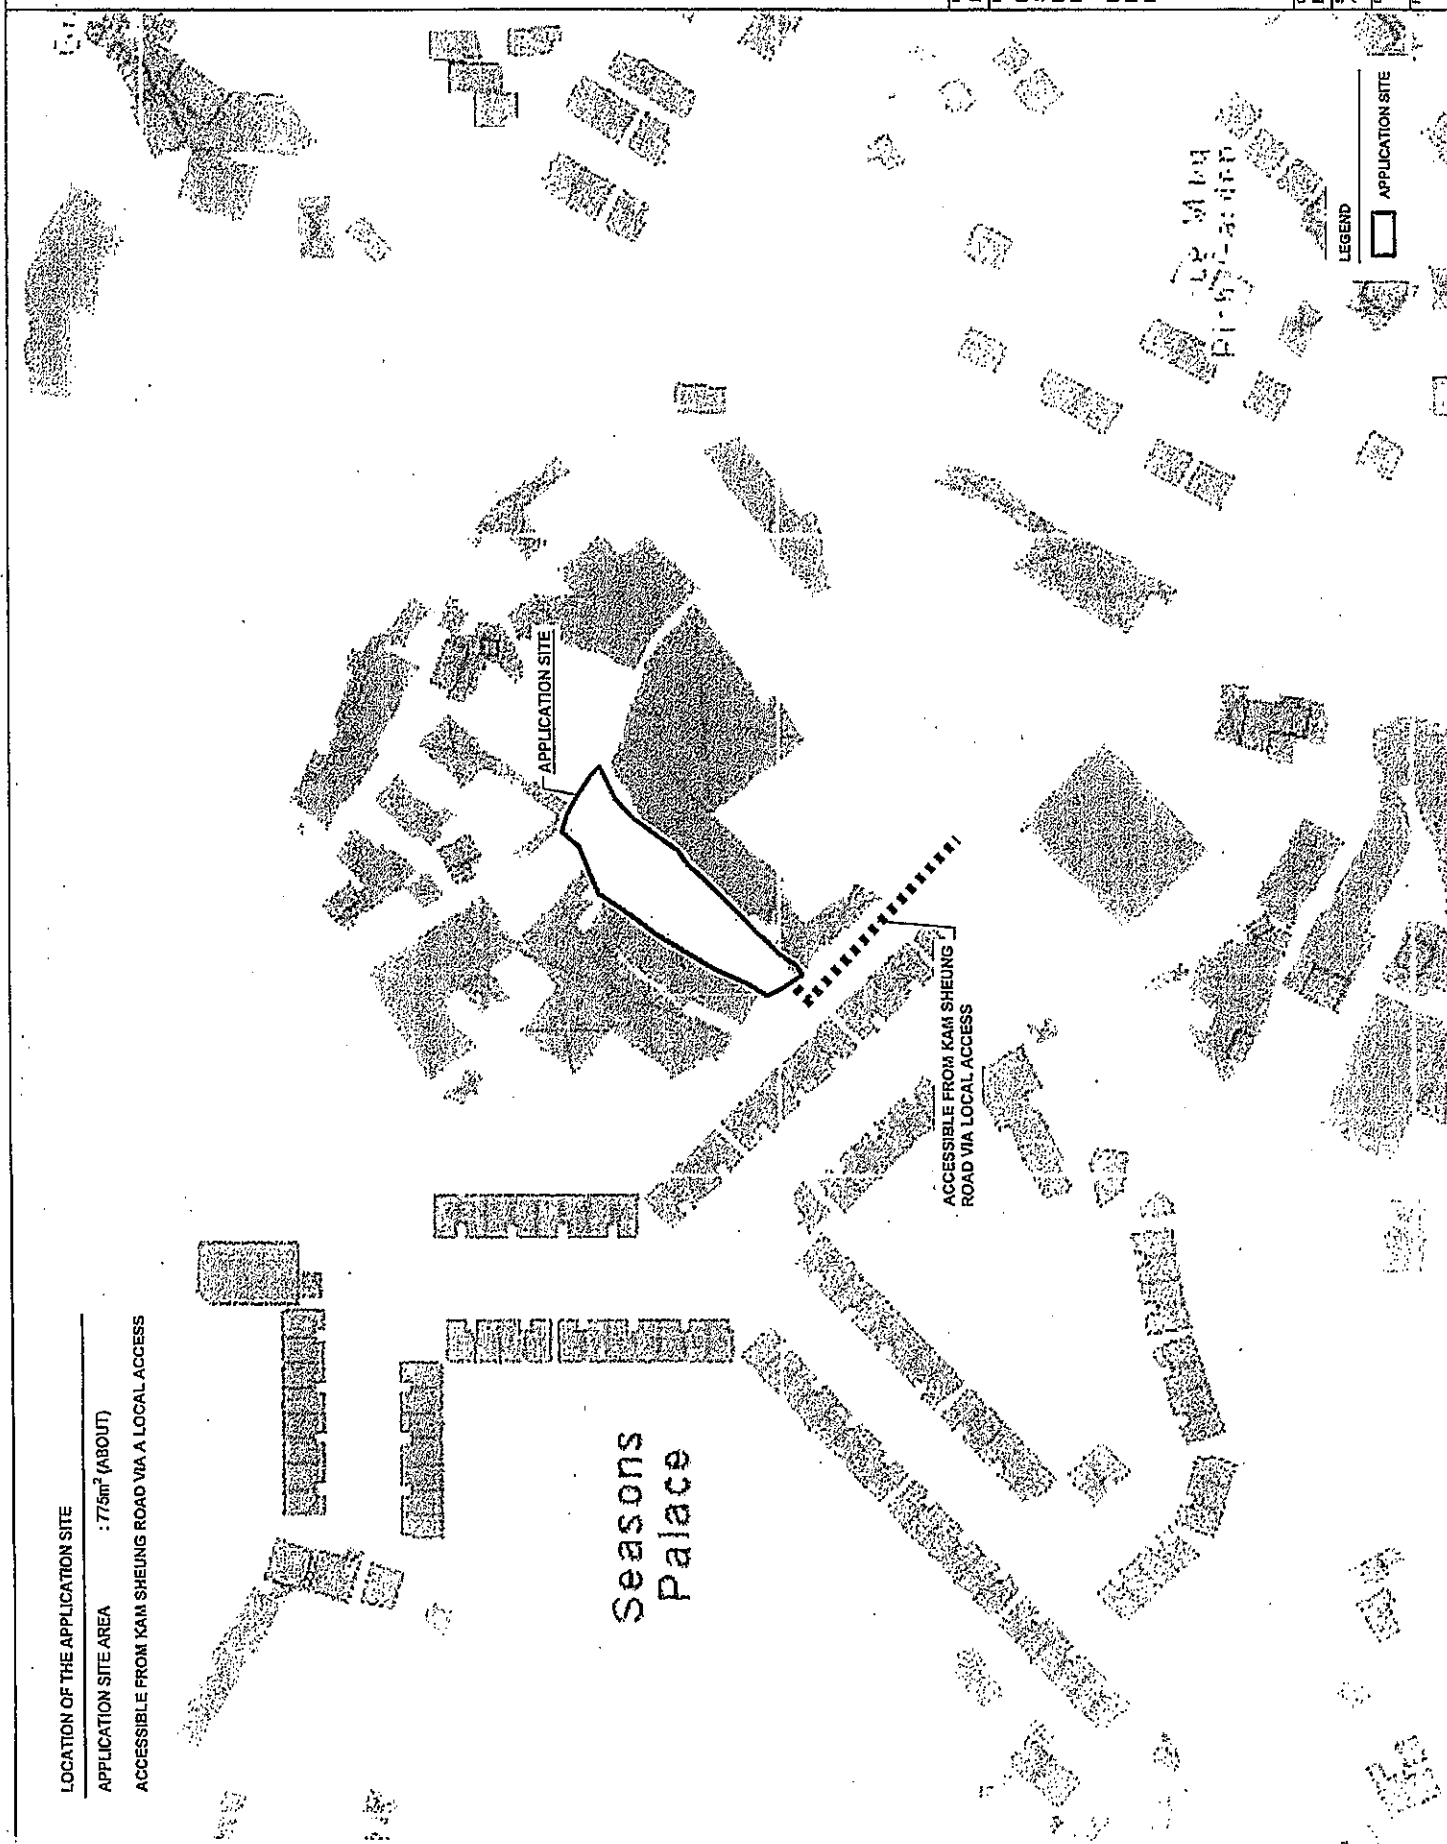 LOCATION OF THE APPLICATION SITE
APPLICATION SITE AREA : 775m² (ABOUT)
ACCESSIBLE FROM KAM SHEUNG ROAD VIA A LOCAL ACCESS
APPLICATION SITE
ACCESSIBLE FROM KAM SHEUNG
ROAD VIA LOCAL ACCESS
Seasons
Palace
LEGEND
APPLICATION SITE